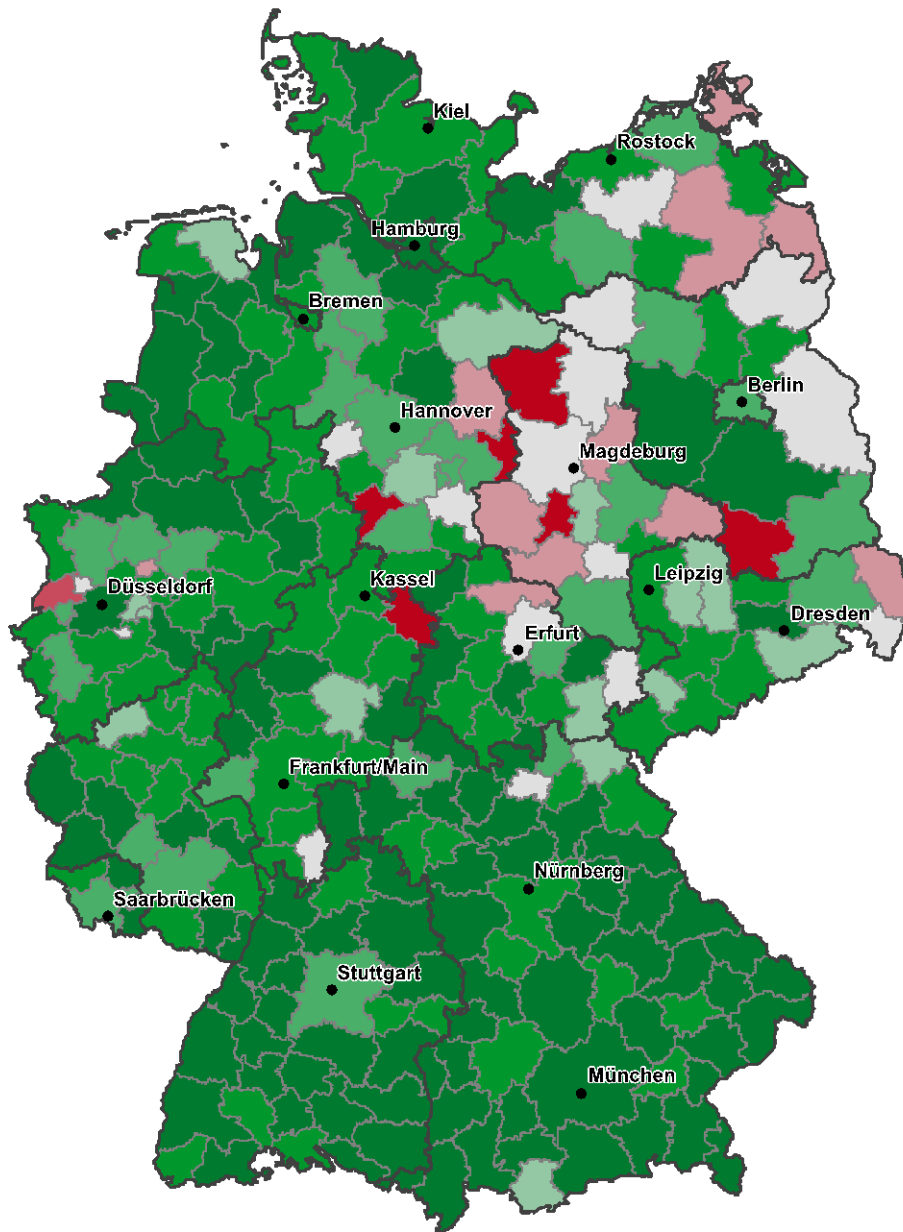 Kiel
Rostock
Hamburg
Bremen
Berlin
Hannover
Magdeburg
Leipzig
Düsseldorf
Kassel
Dresden
Erfurt
Frankfurt/Main
Nürnberg
Saarbrücken
Stuttgart
München